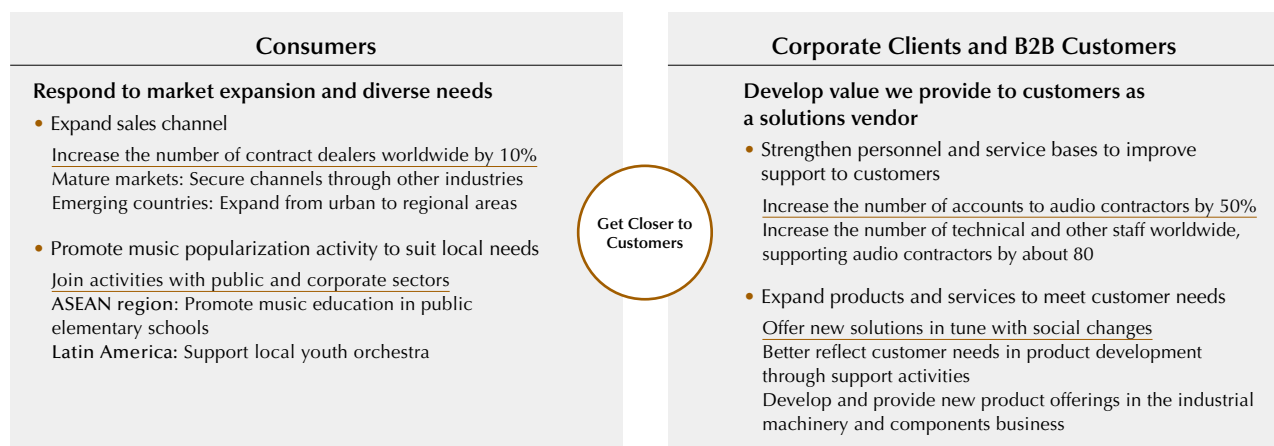 Consumers
Respond to market expansion and diverse needs
• Expand sales channel
Increase the number of contract dealers worldwide by 10%
Mature markets: Secure channels through other industries
Emerging countries: Expand from urban to regional areas
• Promote music popularization activity to suit local needs
Join activities with public and corporate sectors
ASEAN region: Promote music education in public
elementary schools
Latin America: Support local youth orchestra
Get Closer to
Customers
Corporate Clients and B2B Customers
Develop value we provide to customers as
a solutions vendor
• Strengthen personnel and service bases to improve
support to customers
Increase the number of accounts to audio contractors by 50%
Increase the number of technical and other staff worldwide,
supporting audio contractors by about 80
• Expand products and services to meet customer needs
Offer new solutions in tune with social changes
Better reflect customer needs in product development
through support activities
Develop and provide new product offerings in the industrial
machinery and components business